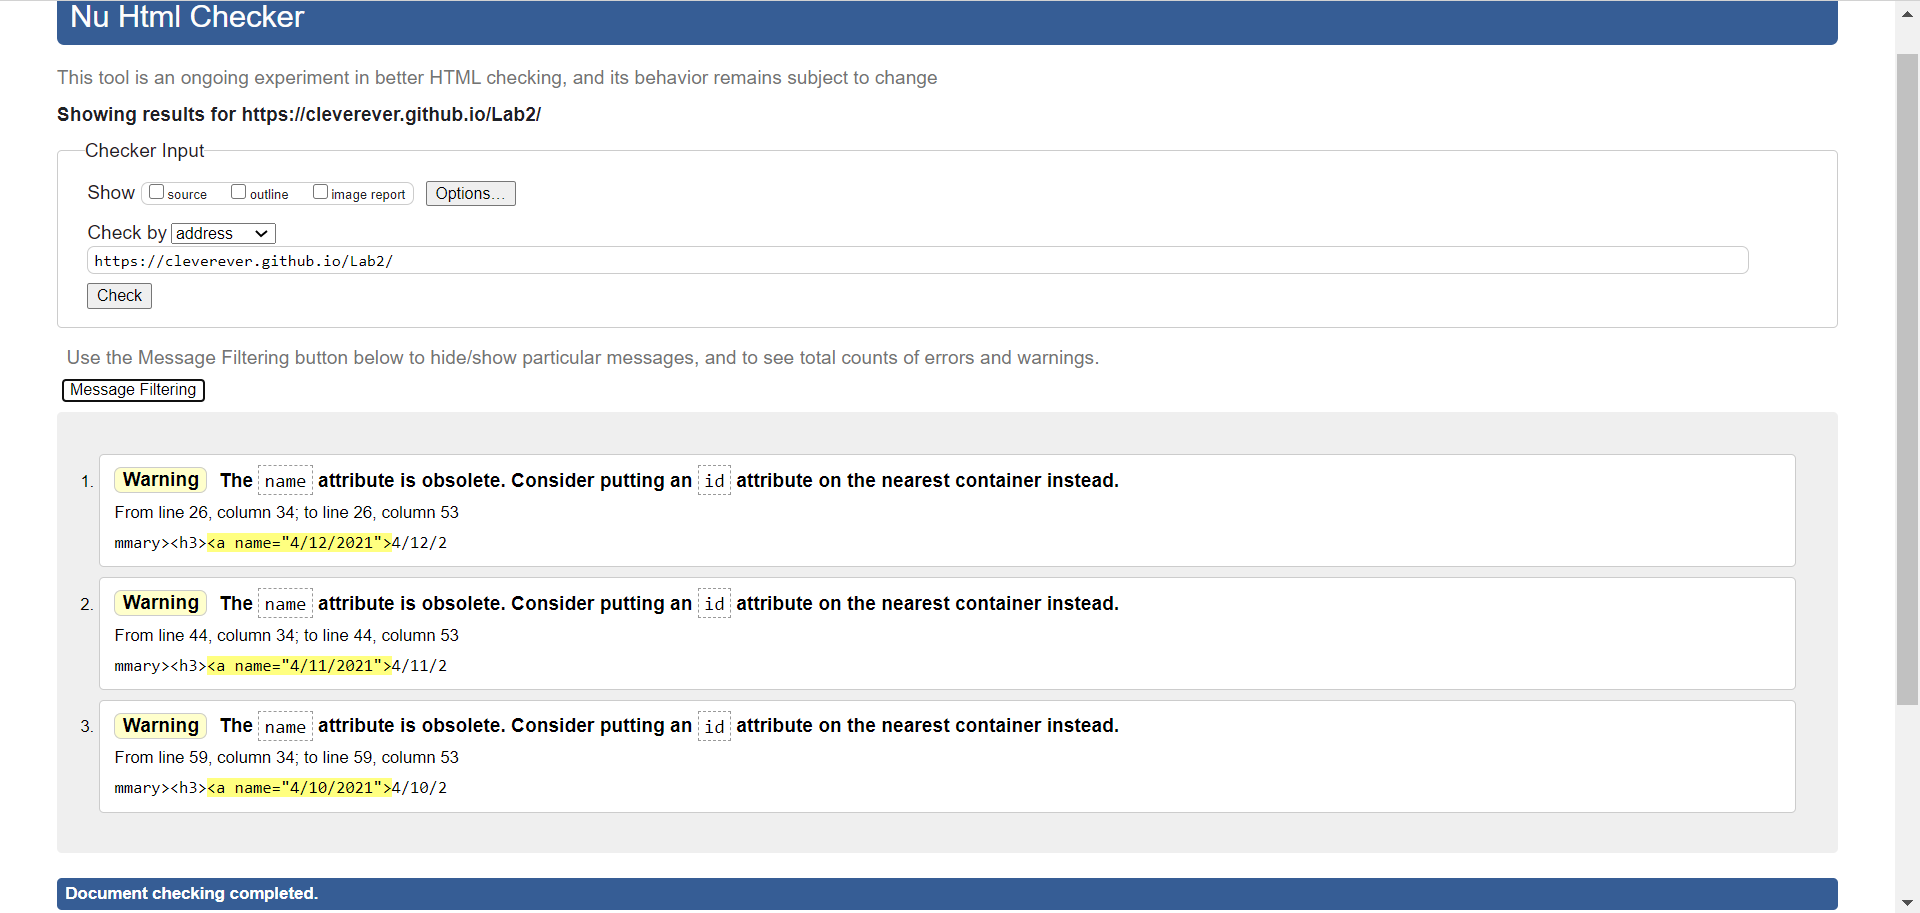 Nu Html Checker
This tool is an ongoing experiment in better HTML checking, and its behavior remains subject to change
Showing results for https://cleverever.github.io/Lab2/
Checker Input
Show source outline image report Options...
Check by address
https://cleverever.github.io/Lab2/
Check
Use the Message Filtering button below to hide/show particular messages, and to see total counts of errors and warnings.
Message Filtering
1. Warning The name attribute is obsolete. Consider putting an id attribute on the nearest container instead.
From line 26, column 34; to line 26, column 53
mmary><h3><a name="4/12/2021">4/12/2
2. Warning The name attribute is obsolete. Consider putting an id attribute on the nearest container instead.
From line 44, column 34; to line 44, column 53
mmary><h3><a name="4/11/2021">4/11/2
3. Warning The name attribute is obsolete. Consider putting an id attribute on the nearest container instead.
From line 59, column 34; to line 59, column 53
mmary><h3><a name="4/10/2021">4/10/2
Document checking completed.